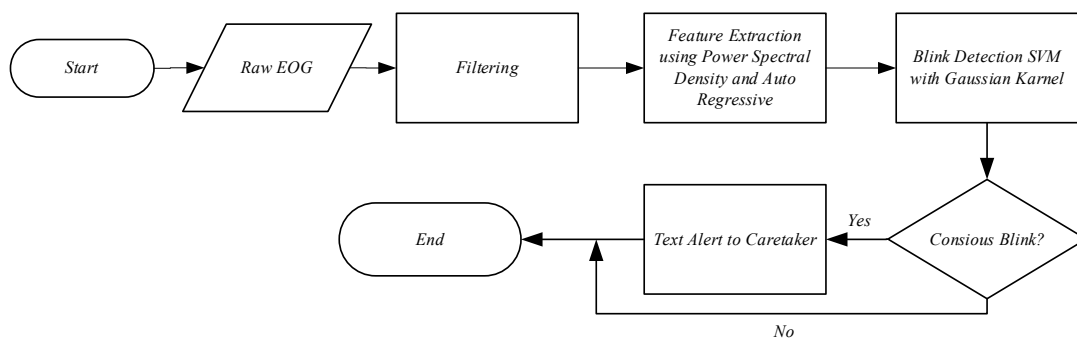 Start
Raw EOG
Filtering
Feature Extraction
using Power Spectral
Density and Auto
Regressive
Blink Detection SVM
with Gaussian Karnel
Consious Blink?
Yes
Text Alert to Caretaker
End
No